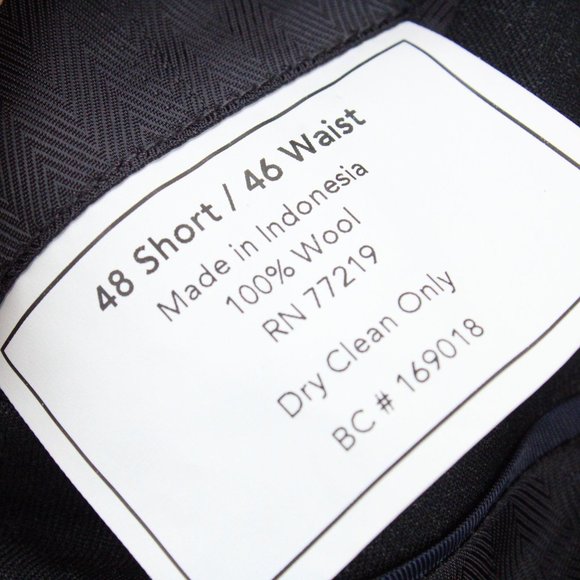 48 Short / 46 Waist
Made in Indonesia
100% Wool
RN 77219
Dry Clean Only
BC # 169018